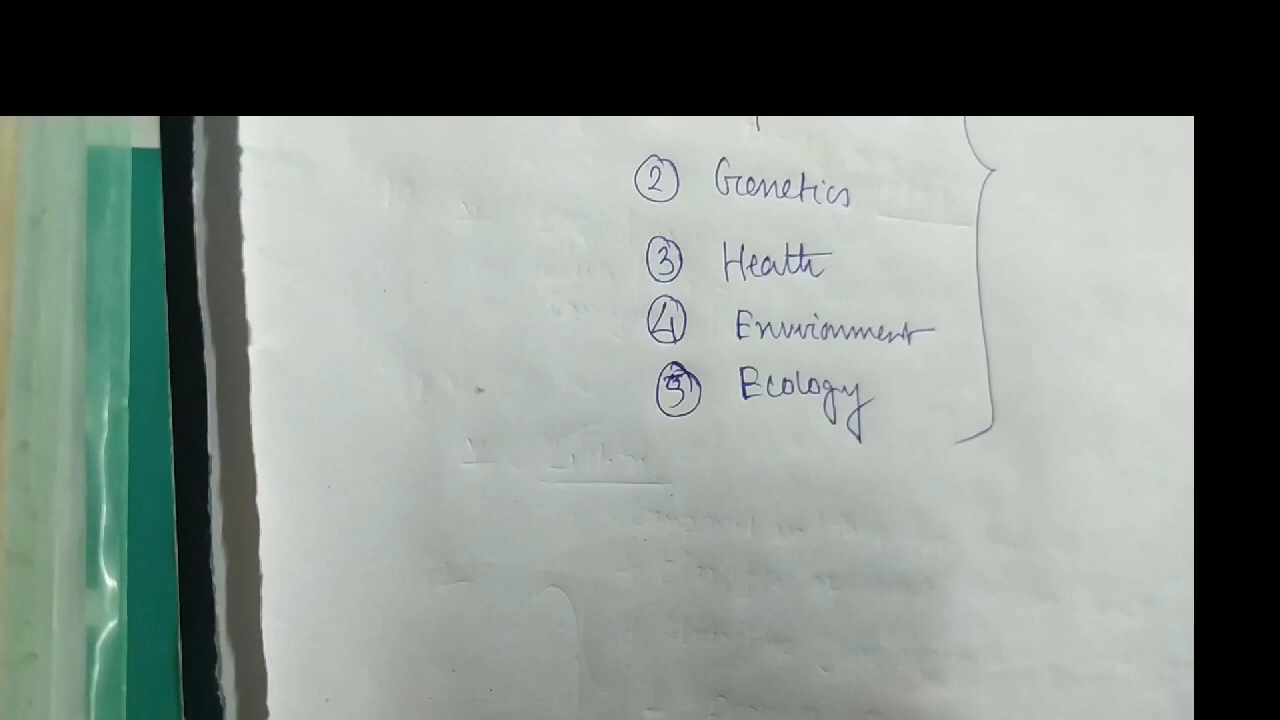 ② Genetics
③ Health
④ Environment
⑤ Ecology